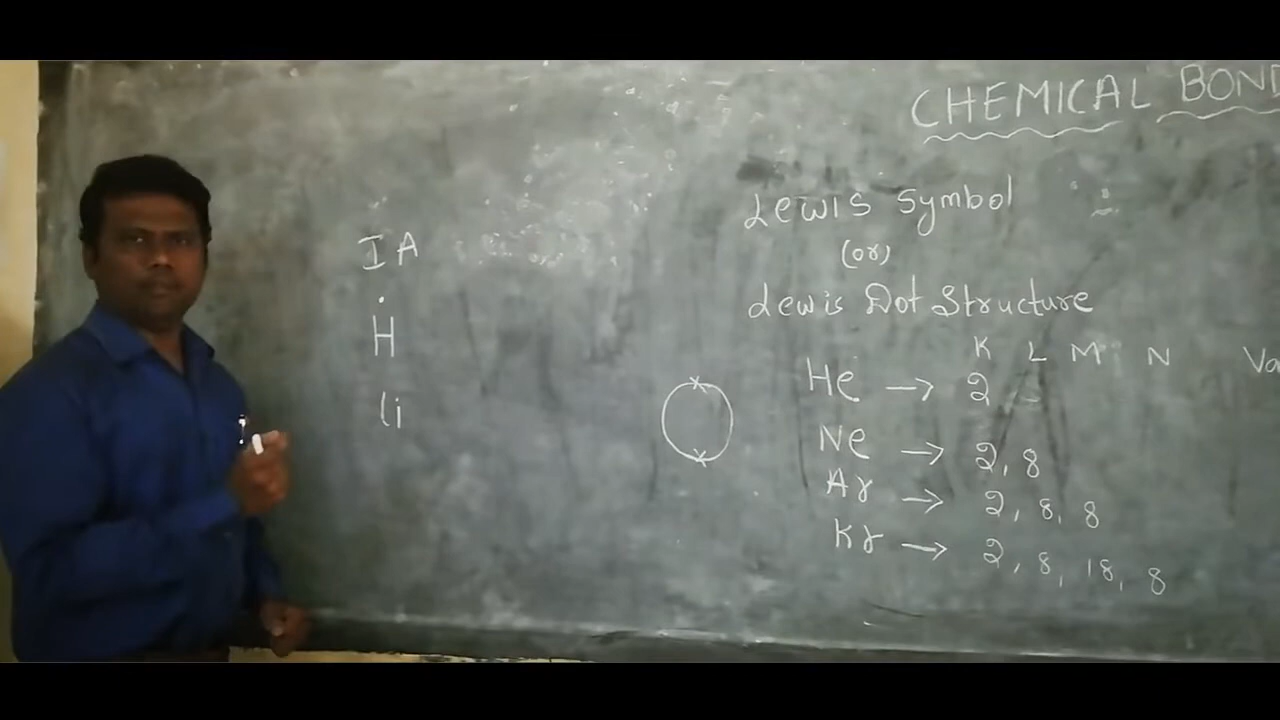 CHEMICAL BOND
Lewis Symbol
(or)
Lewis Dot Structure
K L M N Va
He → 2
Ne → 2, 8
Ar → 2, 8, 8
Kr → 2, 8, 18, 8
I A
H
Li